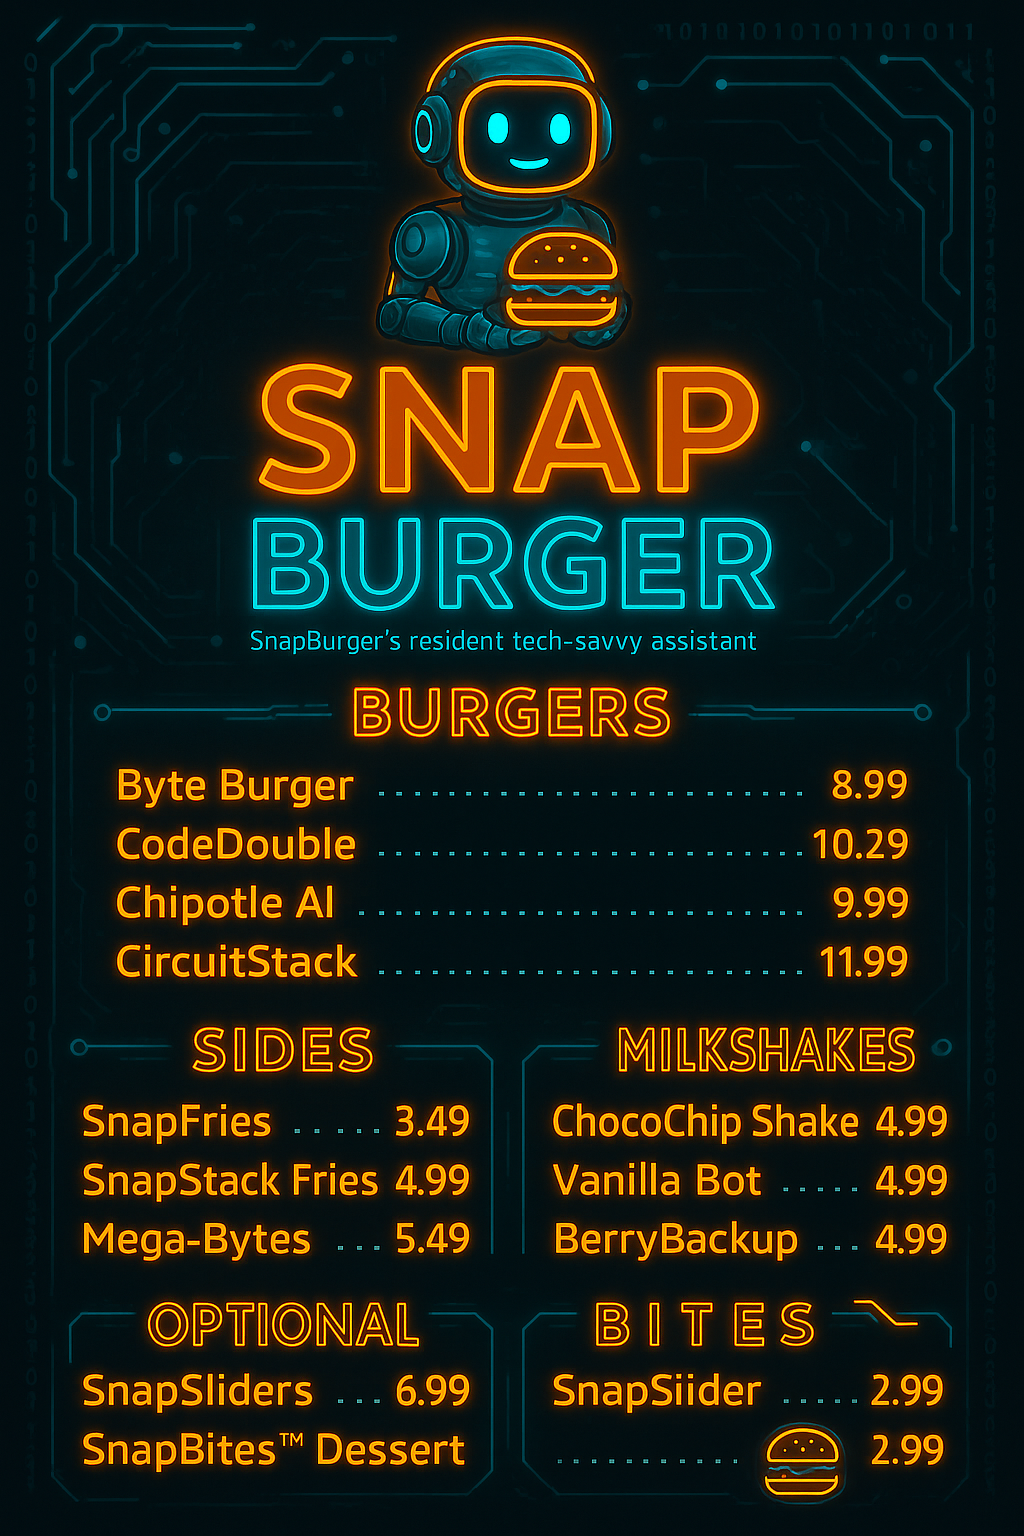 SNAP
BURGER
SnapBurger's resident tech-savvy assistant
BURGERS
Byte Burger ........................ 8.99
CodeDouble ........................ 10.29
Chipotle Al ......................... 9.99
CircuitStack ........................ 11.99
SIDES
SnapFries ..... 3.49
SnapStack Fries 4.99
Mega-Bytes ... 5.49
MILKSHAKES
ChocoChip Shake 4.99
Vanilla Bot ..... 4.99
BerryBackup ... 4.99
OPTIONAL
SnapSliders ... 6.99
SnapBites™ Dessert
BITES
SnapSiider ..... 2.99
........... 2.99